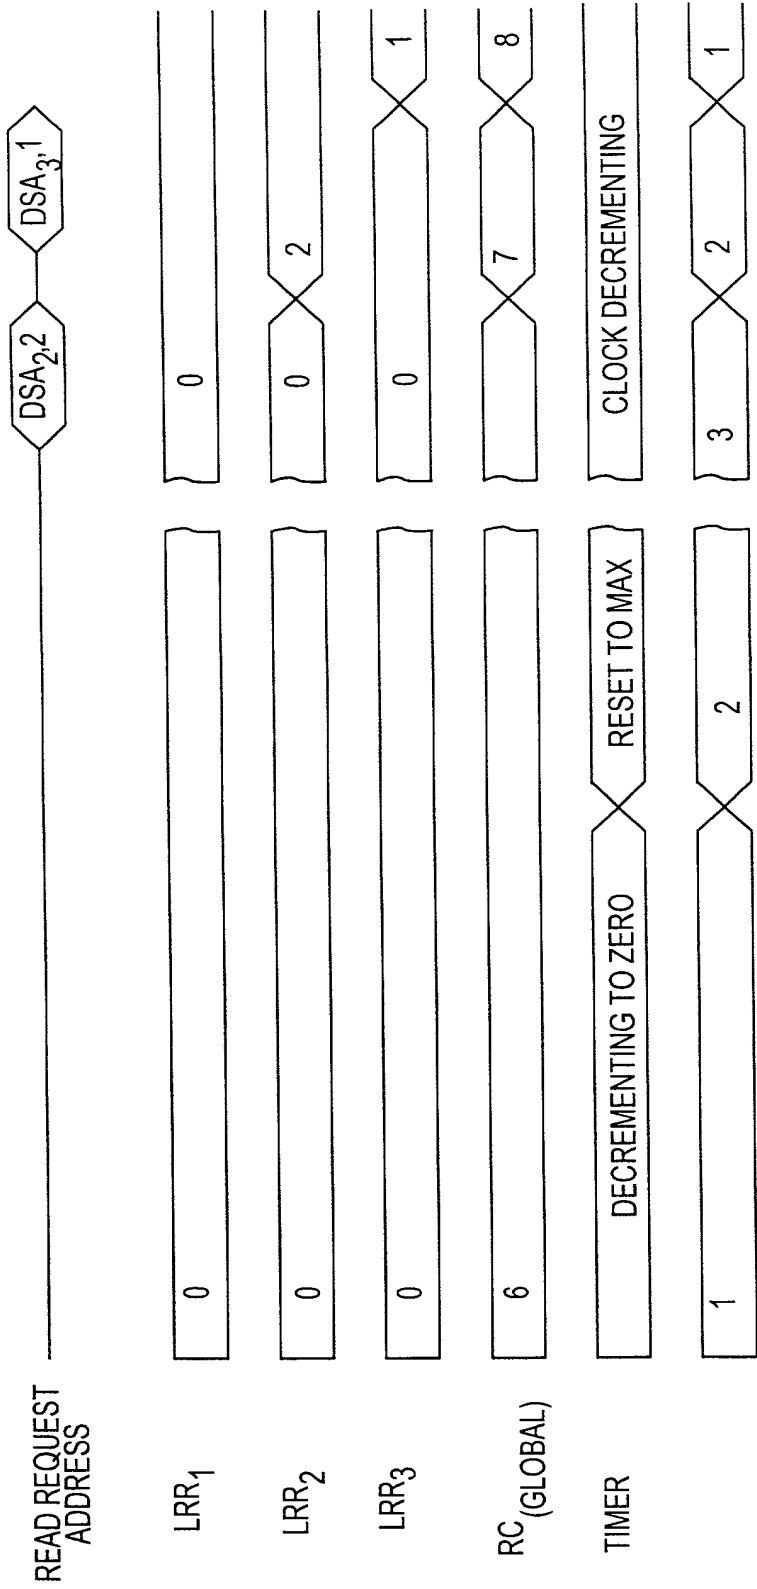 READ REQUEST
ADDRESS
DSA2,2
DSA3,1
LRR1
0
0
LRR2
0
0
2
LRR3
0
0
1
RC(GLOBAL)
6
7
8
TIMER
DECREMENTING TO ZERO
RESET TO MAX
CLOCK DECREMENTING
1
2
3
2
1